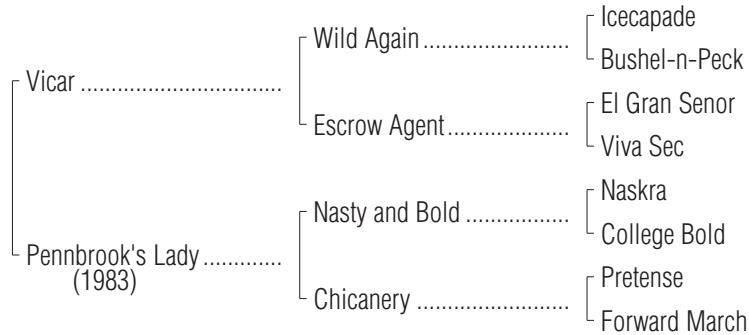 Icecapade
Wild Again ....................
Bushel-n-Peck
Vicar ................................
El Gran Senor
Escrow Agent.................
Viva Sec
Naskra
Nasty and Bold ..............
College Bold
Pennbrook's Lady .............
(1983)
Pretense
Chicanery .....................
Forward March